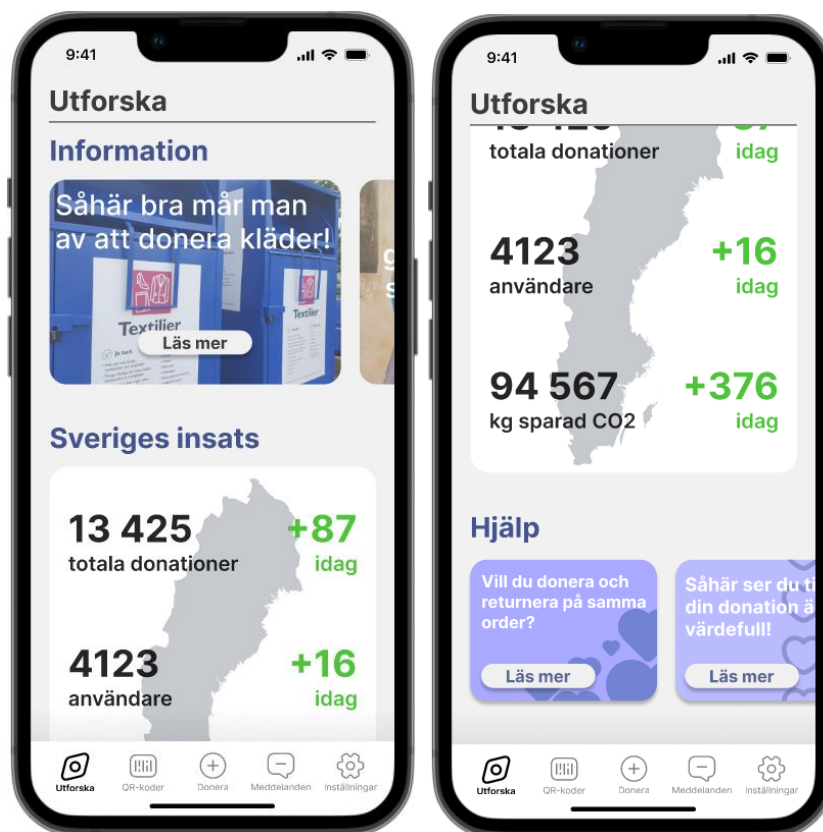 9:41
Utforska
Information
Såhär bra mår man
av att donera kläder!
Textilier
Ja tack
Läs mer
Sveriges insats
13 425
+87
totala donationer
idag
4123
+16
användare
idag
Utforska
QR-koder
Donera
Meddelanden
Inställningar
9:41
Utforska
totala donationer
idag
4123
+16
användare
idag
94 567
+376
kg sparad CO2
idag
Hjälp
Vill du donera och
returnera på samma
order?
Läs mer
Såhär ser du
din donation
värdefull!
Läs mer
Utforska
QR-koder
Donera
Meddelanden
Inställningar